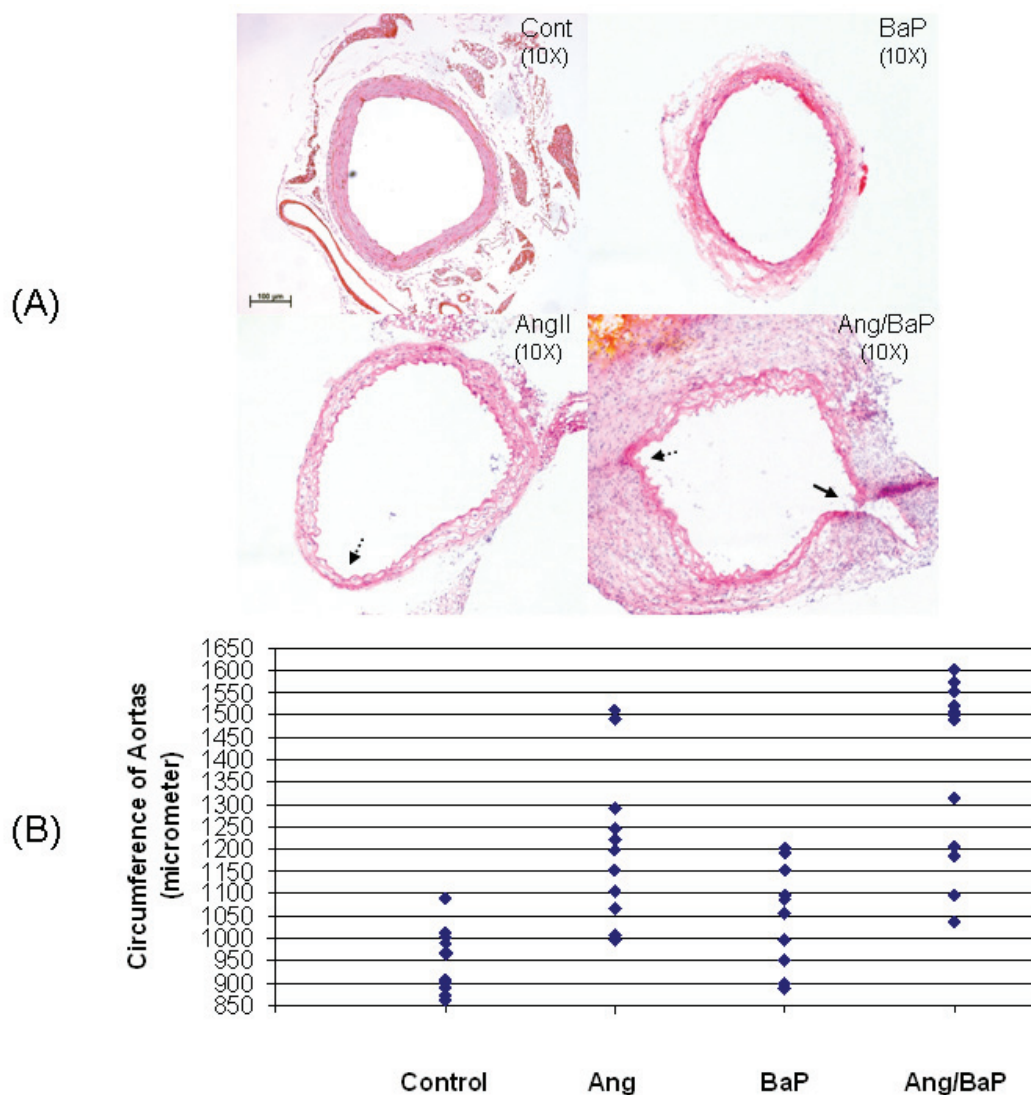 (A)
Cont
(10X)
BaP
(10X)
100 µm
AngII
(10X)
Ang/BaP
(10X)
(B)
Circumference of Aortas
(micrometer)
1650
1600
1550
1500
1450
1400
1350
1300
1250
1200
1150
1100
1050
1000
950
900
850
Control
Ang
BaP
Ang/BaP